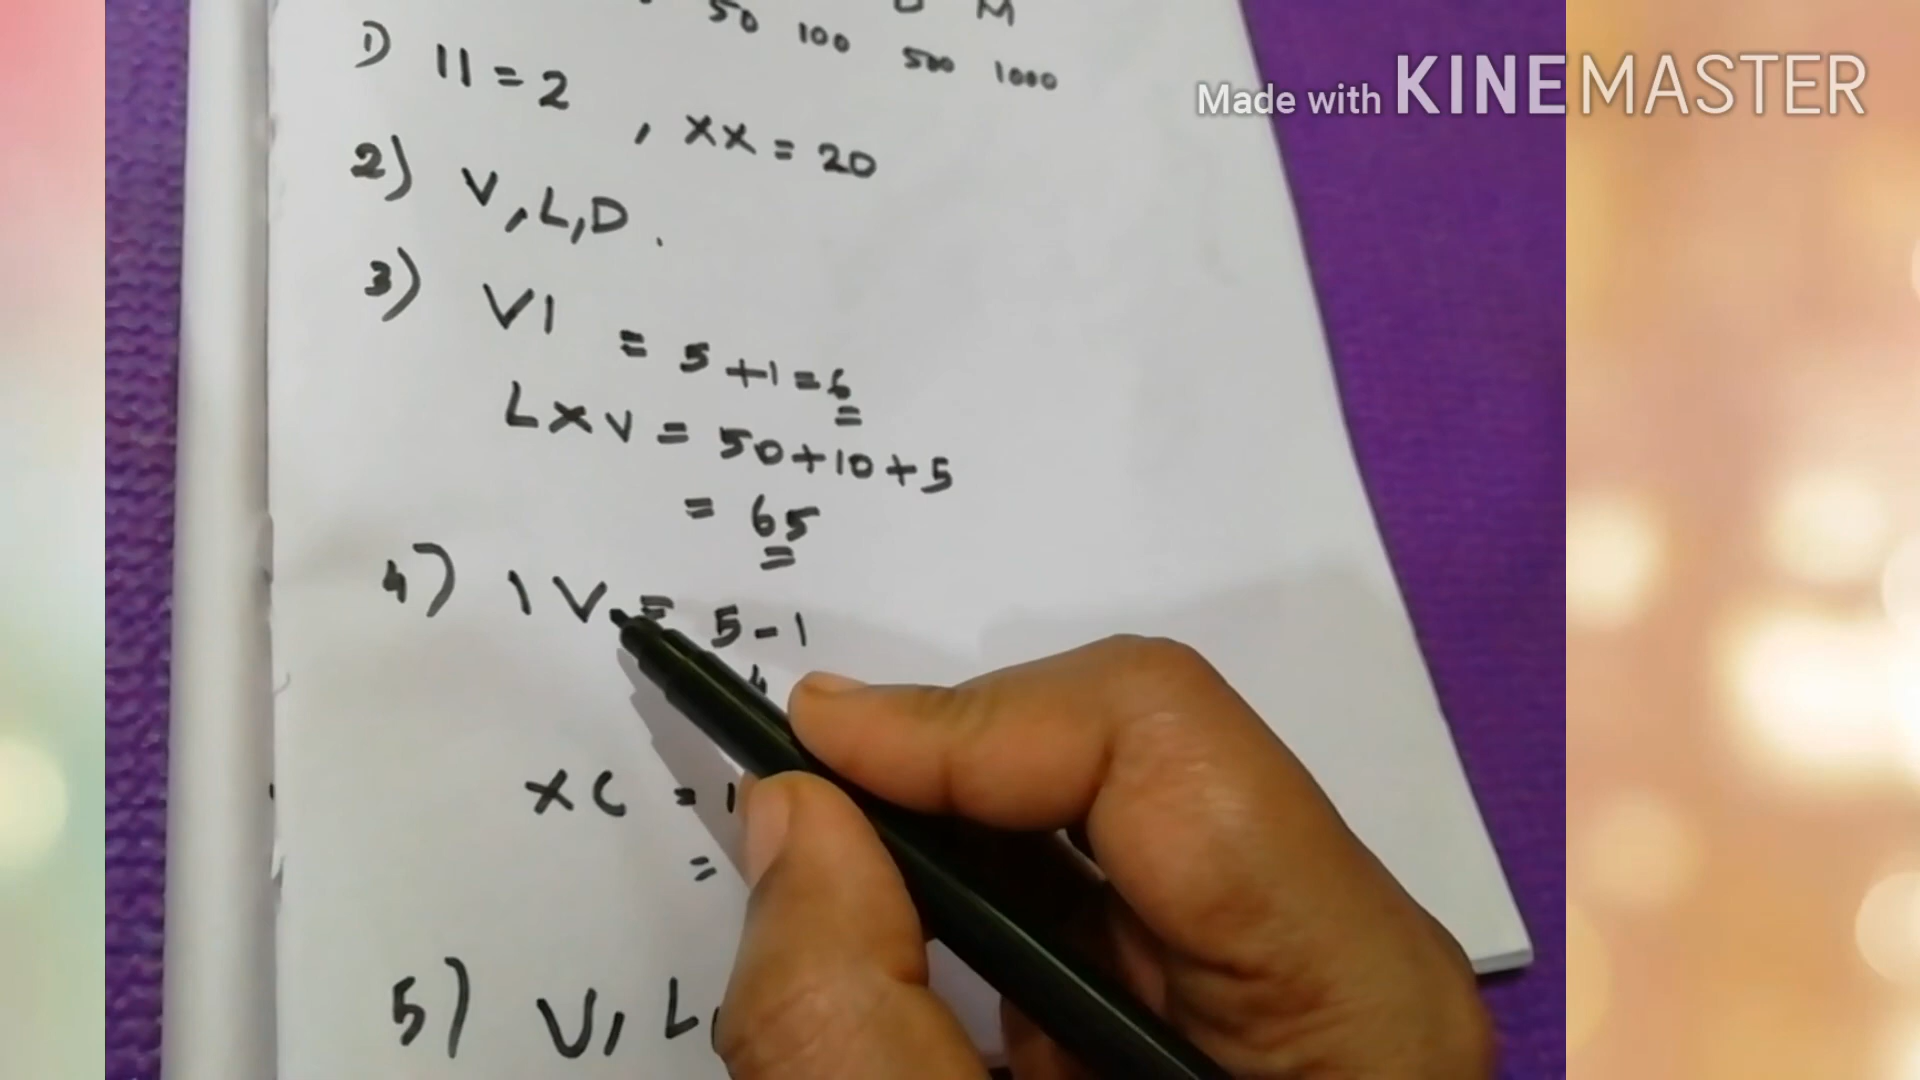 D M
50 100 500 1000
Made with KINEMASTER
1) II = 2 , XX = 20
2) V, L, D.
3) VI = 5 + 1 = 6
LXV = 50 + 10 + 5
= 65
4) IV = 5 - 1
4
XC = 1
=
5) V, L,